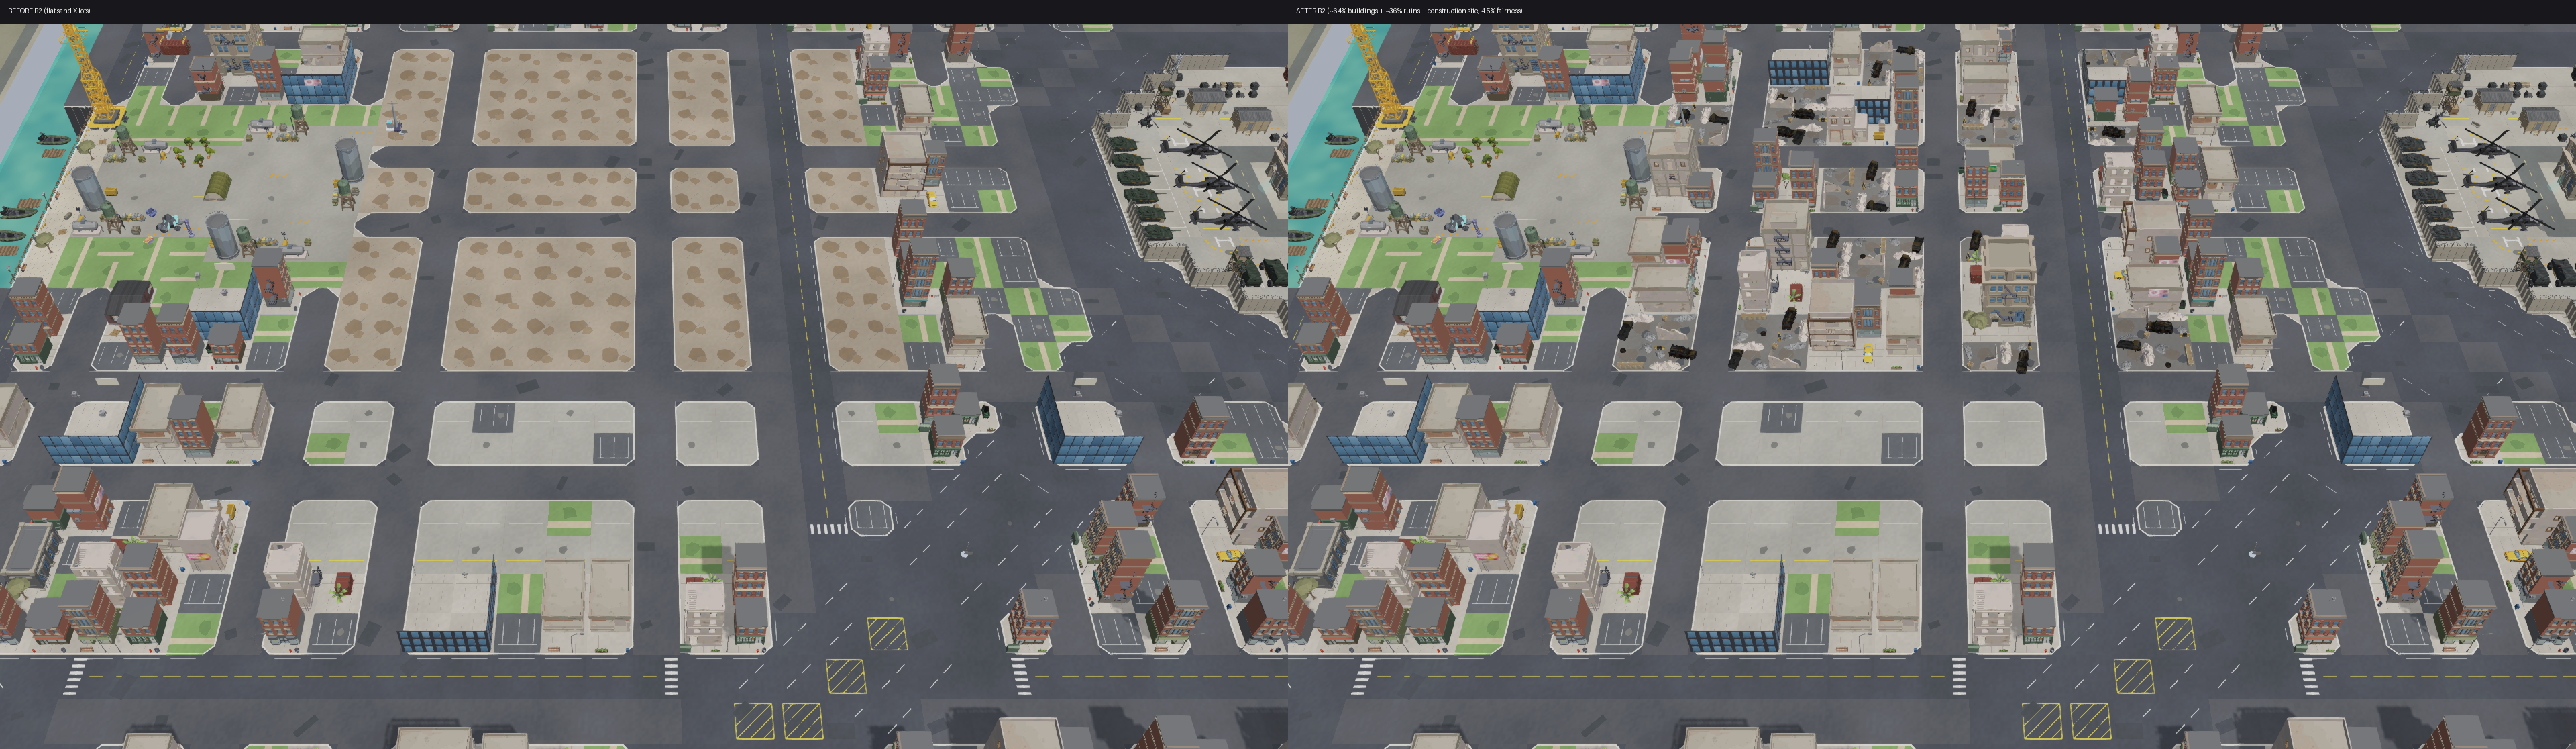 BEFORE B2 (flat sand X lots)
AFTER B2 (~64% buildings + ~36% ruins + construction site, 4.5% fairness)